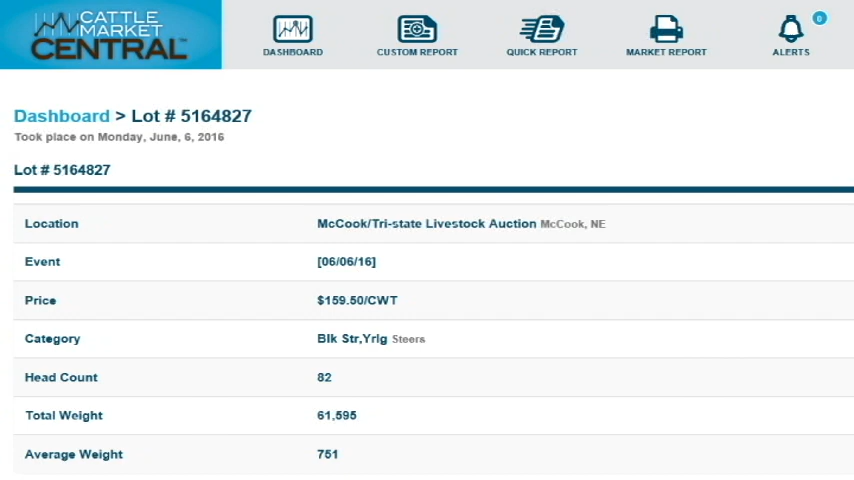 CATTLE
MARKET
CENTRAL™
DASHBOARD
CUSTOM REPORT
QUICK REPORT
MARKET REPORT
ALERTS
0
Dashboard > Lot # 5164827
Took place on Monday, June, 6, 2016
Lot # 5164827
Location McCook/Tri-state Livestock Auction McCook, NE
Event [06/06/16]
Price $159.50/CWT
Category Blk Str,Yrlg Steers
Head Count 82
Total Weight 61,595
Average Weight 751